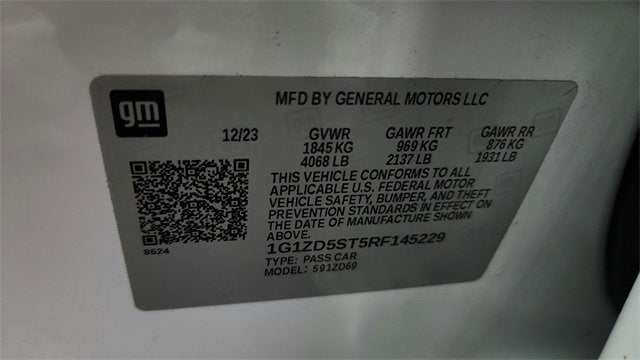 gm
MFD BY GENERAL MOTORS LLC
12/23 GVWR GAWR FRT GAWR RR
1845 KG 969 KG 876 KG
4068 LB 2137 LB 1931 LB
THIS VEHICLE CONFORMS TO ALL
APPLICABLE U.S. FEDERAL MOTOR
VEHICLE SAFETY, BUMPER, AND THEFT
PREVENTION STANDARDS IN EFFECT ON
THE DATE OF MANUFACTURE SHOWN
ABOVE.
1G1ZD5ST5RF145229
8624
TYPE: PASS CAR
MODEL: 591ZD69